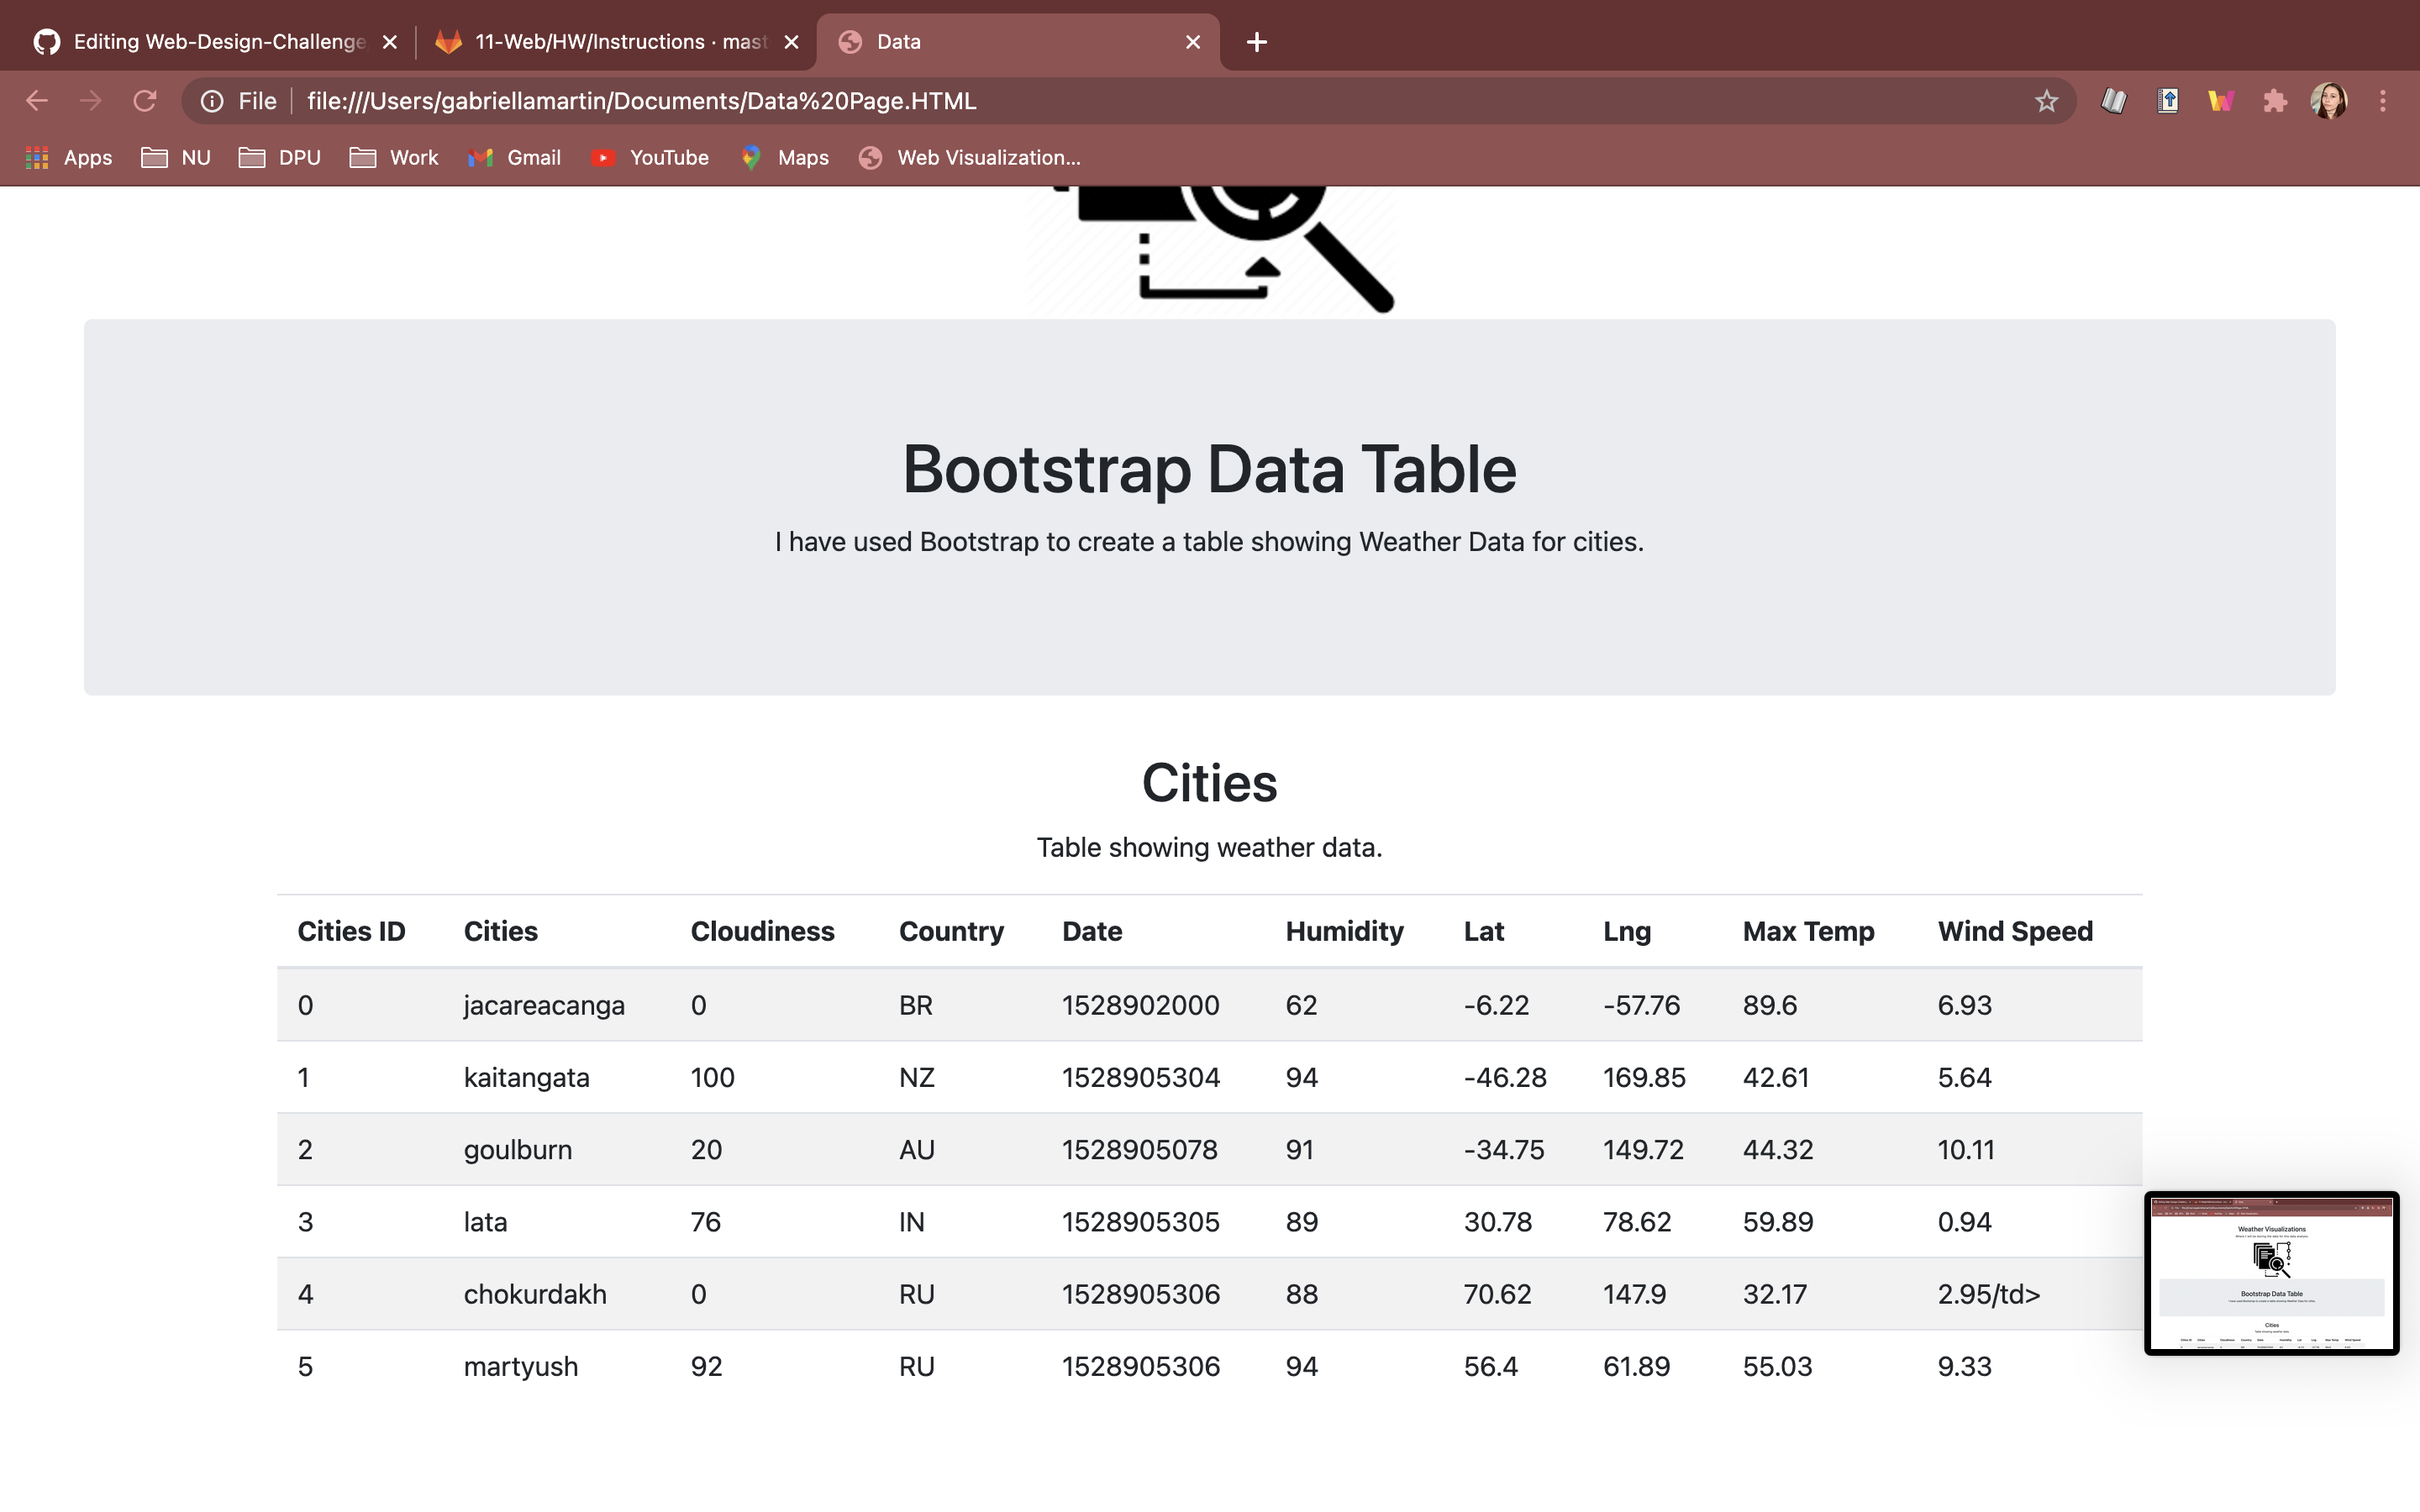 Editing Web-Design-Challenge 11-Web/HW/Instructions · mast Data
File file:///Users/gabriellamartin/Documents/Data%20Page.HTML
Apps NU DPU Work Gmail YouTube Maps Web Visualization...
Bootstrap Data Table
I have used Bootstrap to create a table showing Weather Data for cities.
Cities
Table showing weather data.
Cities ID Cities Cloudiness Country Date Humidity Lat Lng Max Temp Wind Speed
0 jacareacanga 0 BR 1528902000 62 -6.22 -57.76 89.6 6.93
1 kaitangata 100 NZ 1528905304 94 -46.28 169.85 42.61 5.64
2 goulburn 20 AU 1528905078 91 -34.75 149.72 44.32 10.11
3 lata 76 IN 1528905305 89 30.78 78.62 59.89 0.94
4 chokurdakh 0 RU 1528905306 88 70.62 147.9 32.17 2.95/td>
5 martyush 92 RU 1528905306 94 56.4 61.89 55.03 9.33
Weather Visualizations
Bootstrap Data Table
Cities